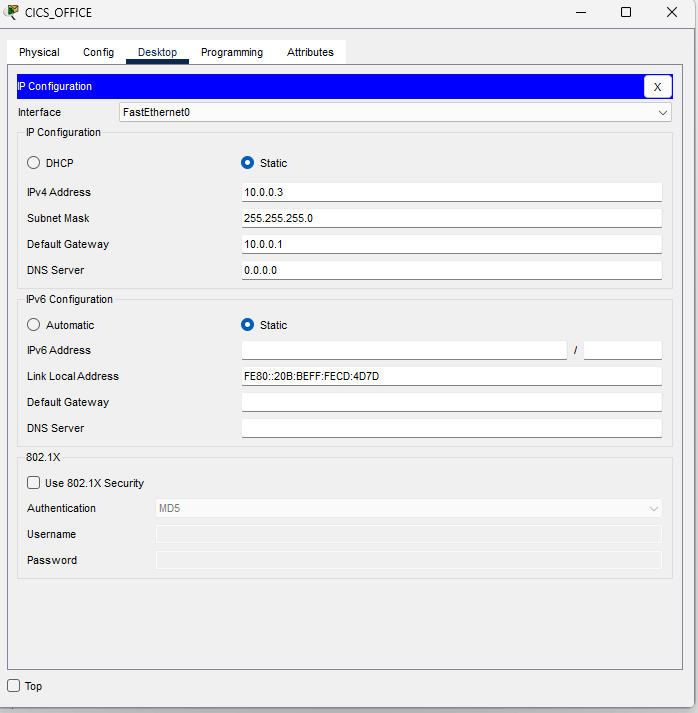 CICS_OFFICE
Physical Config Desktop Programming Attributes
IP Configuration X
Interface FastEthernet0
IP Configuration
DHCP Static
IPv4 Address 10.0.0.3
Subnet Mask 255.255.255.0
Default Gateway 10.0.0.1
DNS Server 0.0.0.0
IPv6 Configuration
Automatic Static
IPv6 Address /
Link Local Address FE80::20B:BEFF:FECD:4D7D
Default Gateway
DNS Server
802.1X
Use 802.1X Security
Authentication MD5
Username
Password
Top